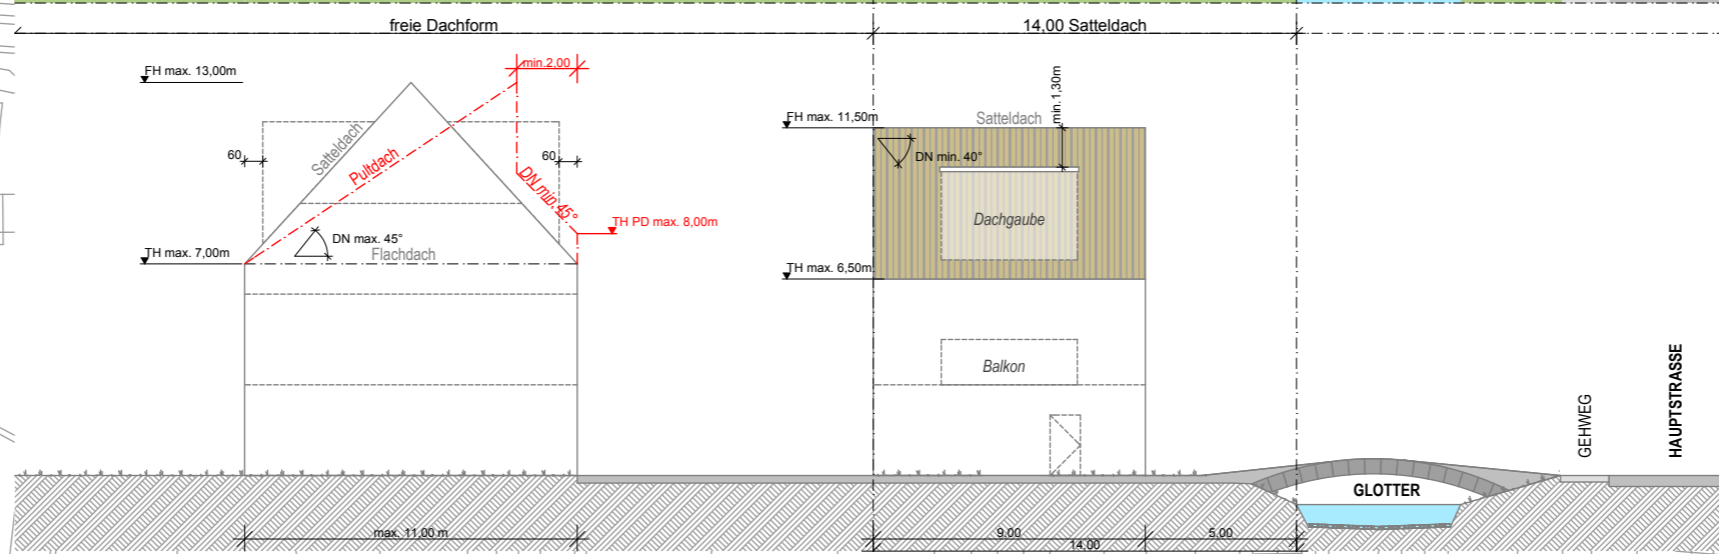 freie Dachform
14,00 Satteldach
FH max. 13,00m
min.2,00
min.1,30m
60
Satteldach
Pultdach
60
DN min.45°
TH PD max. 8,00m
TH max. 7,00m
DN max. 45°
Flachdach
FH max. 11,50m
Satteldach
DN min. 40°
Dachgaube
TH max. 6,50m
Balkon
GEHWEG
HAUPTSTRASSE
GLOTTER
max. 11,00 m
9,00
5,00
14,00